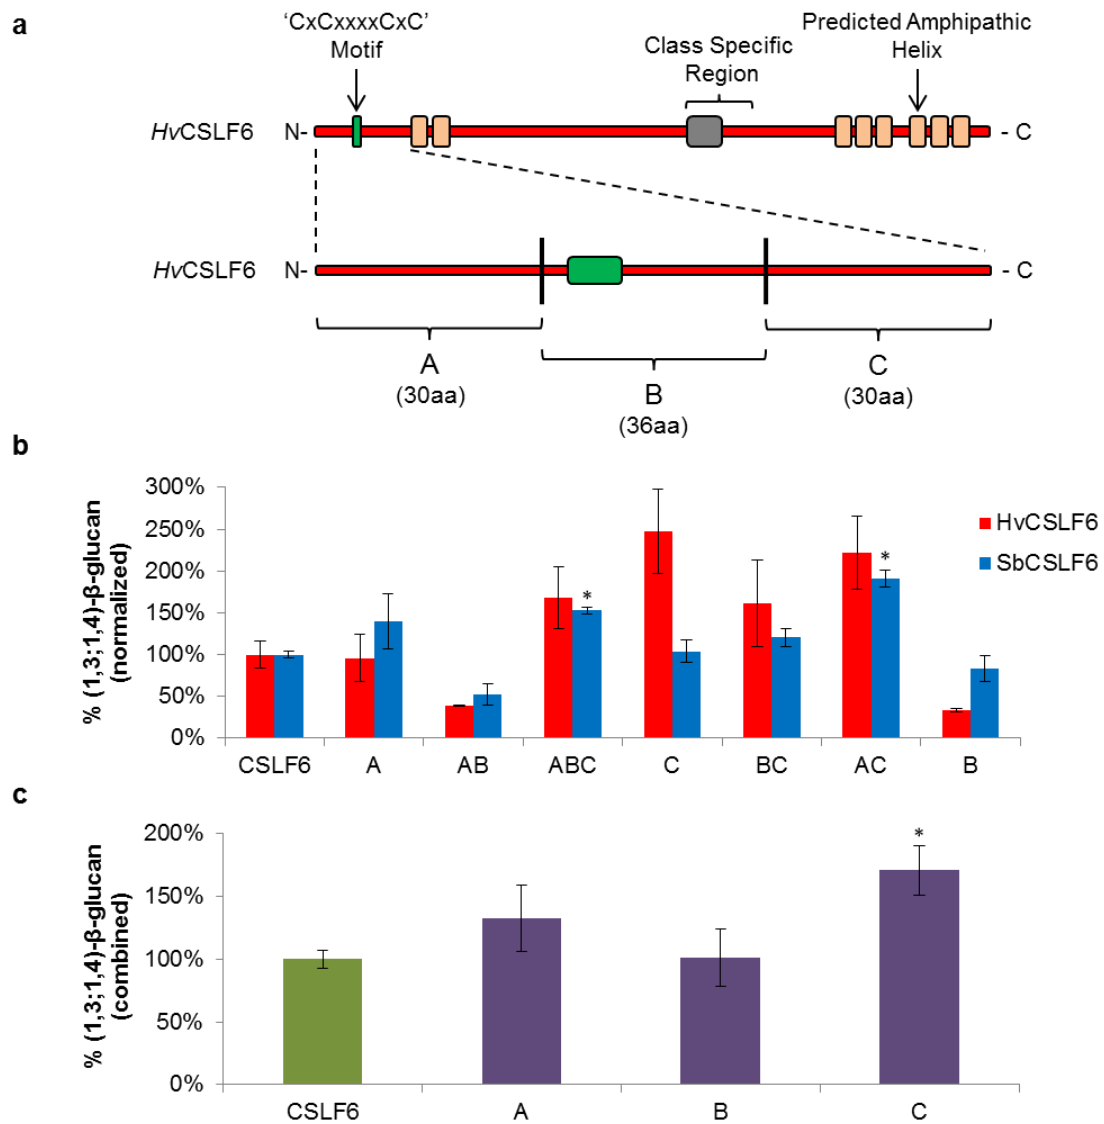 a
'CxCxxxxCxC'
Motif
Class Specific
Region
Predicted Amphipathic
Helix
HvCSLF6 N- - C
HvCSLF6 N- - C
A
(30aa)
B
(36aa)
C
(30aa)
b
% (1,3;1,4)-β-glucan
(normalized)
300%
250%
200%
150%
100%
50%
0%
* *
HvCSLF6
SbCSLF6
CSLF6 A AB ABC C BC AC B
c
% (1,3;1,4)-β-glucan
(combined)
200%
150%
100%
50%
0%
*
CSLF6 A B C